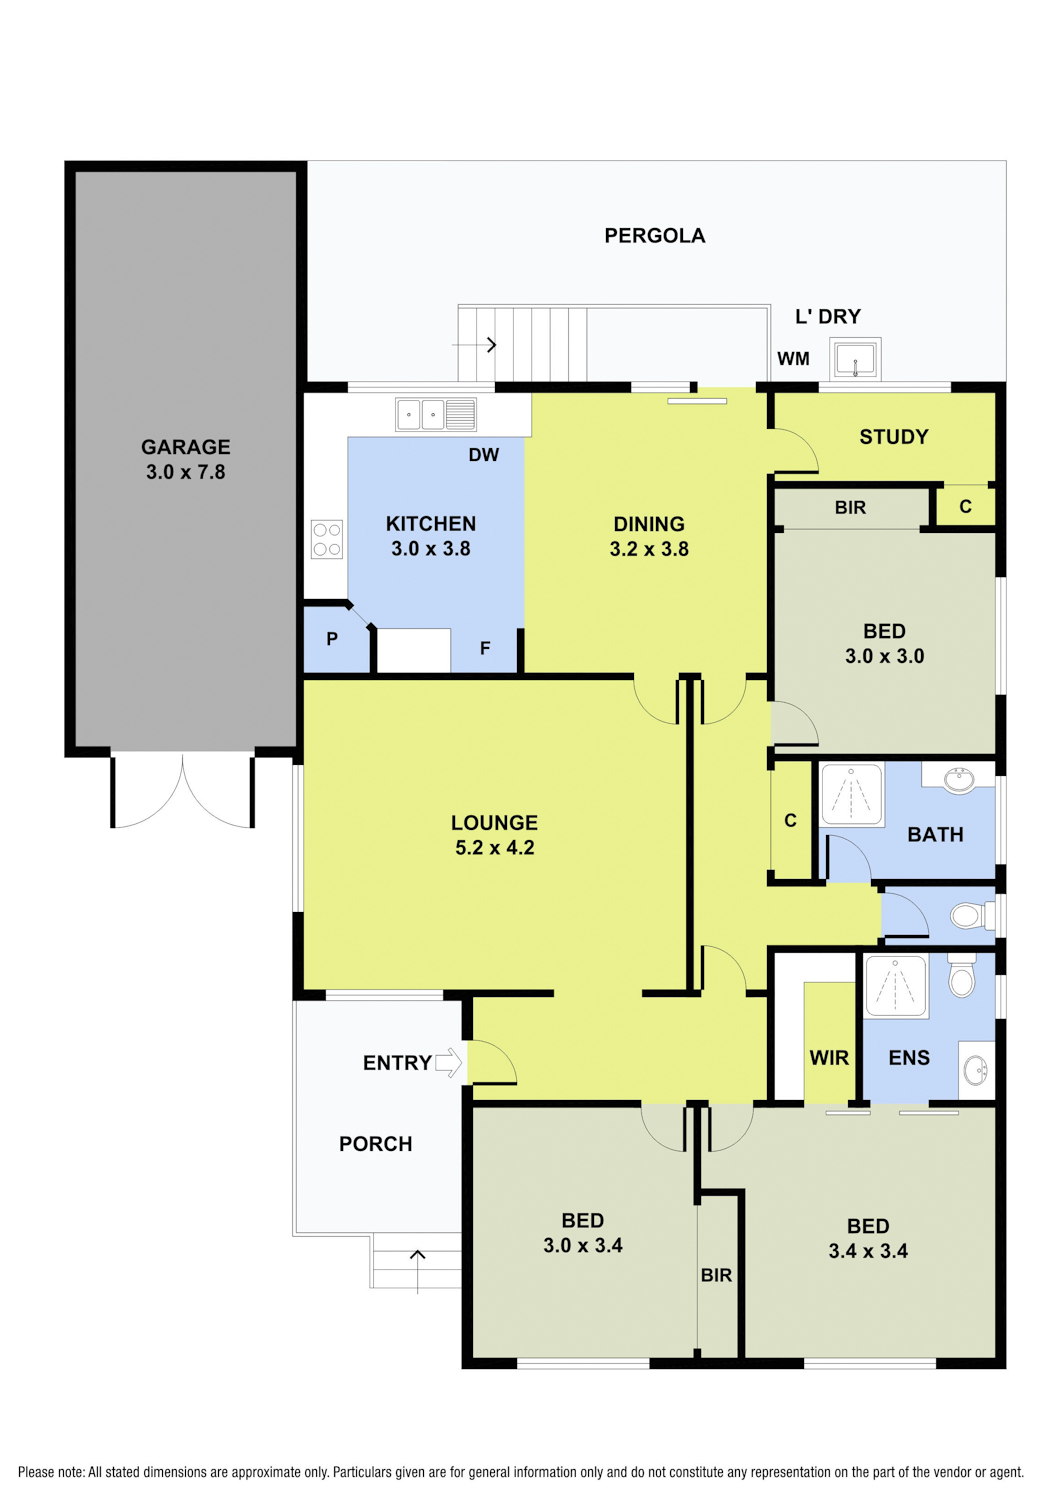 PERGOLA
L' DRY
WM
GARAGE
3.0 x 7.8
DW
KITCHEN
3.0 x 3.8
DINING
3.2 x 3.8
STUDY
BIR
C
P
F
BED
3.0 x 3.0
LOUNGE
5.2 x 4.2
C
BATH
ENTRY
WIR
ENS
PORCH
BED
3.0 x 3.4
BIR
BED
3.4 x 3.4
Please note: All stated dimensions are approximate only. Particulars given are for general information only and do not constitute any representation on the part of the vendor or agent.